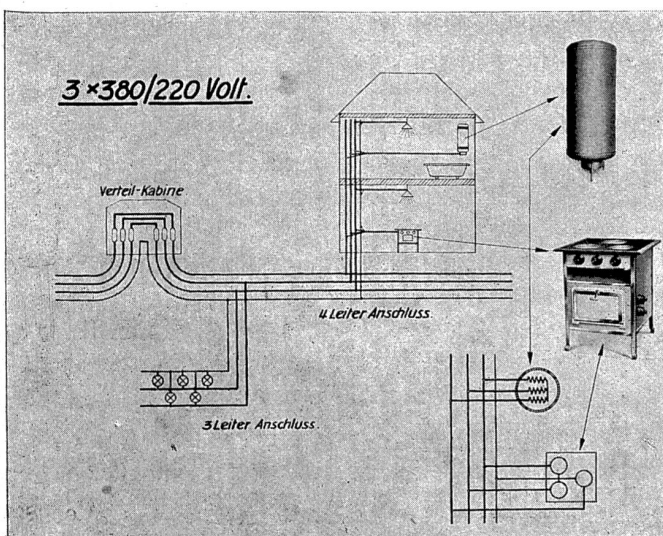 3×380/220 Volt.
Verteil-Kabine
4 Leiter Anschluss.
3 Leiter Anschluss.